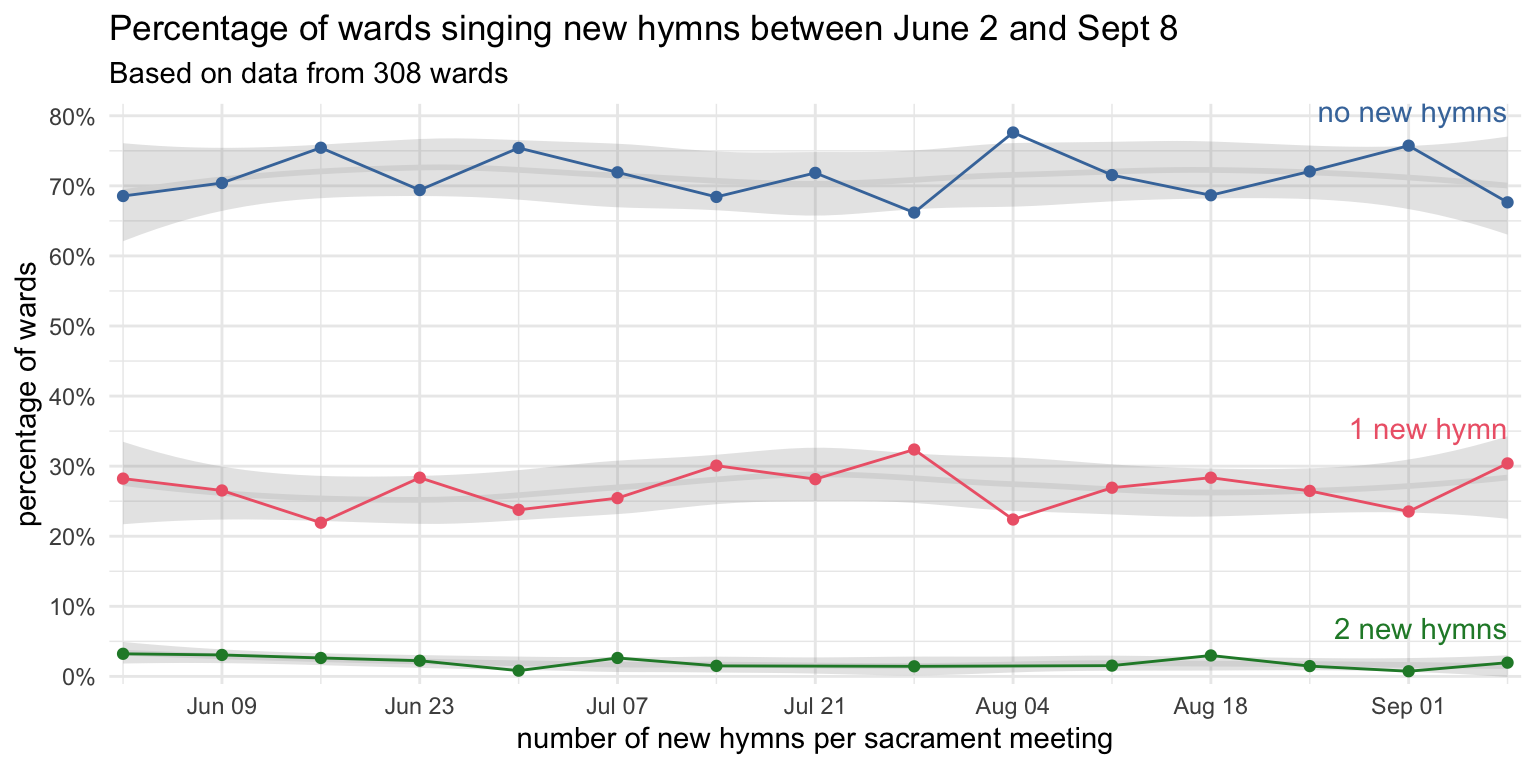 Percentage of wards singing new hymns between June 2 and Sept 8
Based on data from 308 wards
no new hymns
1 new hymn
2 new hymns
80%
70%
60%
50%
40%
30%
20%
10%
0%
percentage of wards
Jun 09 Jun 23 Jul 07 Jul 21 Aug 04 Aug 18 Sep 01
number of new hymns per sacrament meeting